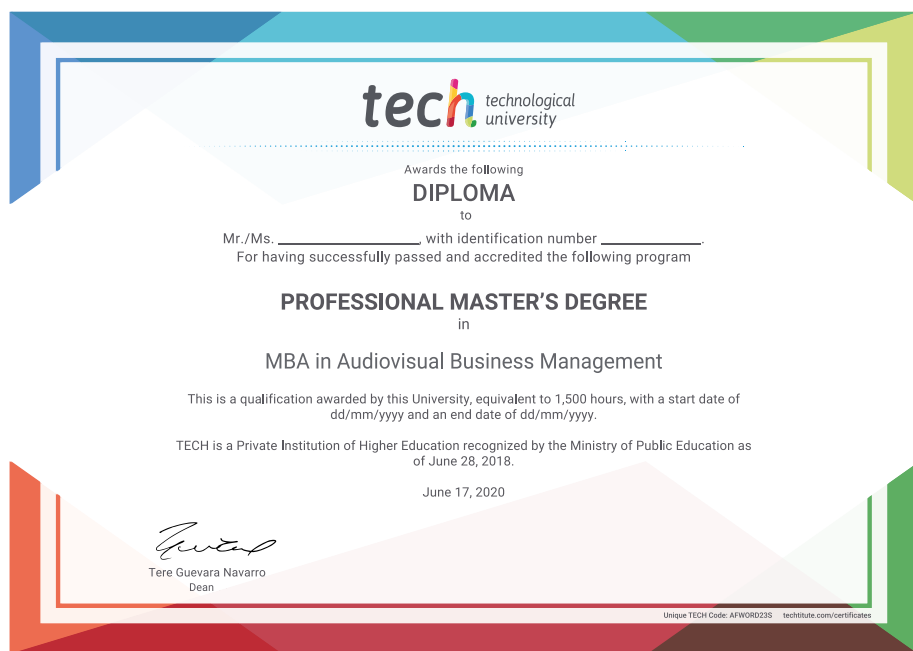 tech technological
university
Awards the following
DIPLOMA
to
Mr./Ms. ____________________, with identification number ______________.
For having successfully passed and accredited the following program
PROFESSIONAL MASTER'S DEGREE
in
MBA in Audiovisual Business Management
This is a qualification awarded by this University, equivalent to 1,500 hours, with a start date of
dd/mm/yyyy and an end date of dd/mm/yyyy.
TECH is a Private Institution of Higher Education recognized by the Ministry of Public Education as
of June 28, 2018.
June 17, 2020
Tere Guevara Navarro
Dean
Unique TECH Code: AFWORD23S techtitute.com/certificates